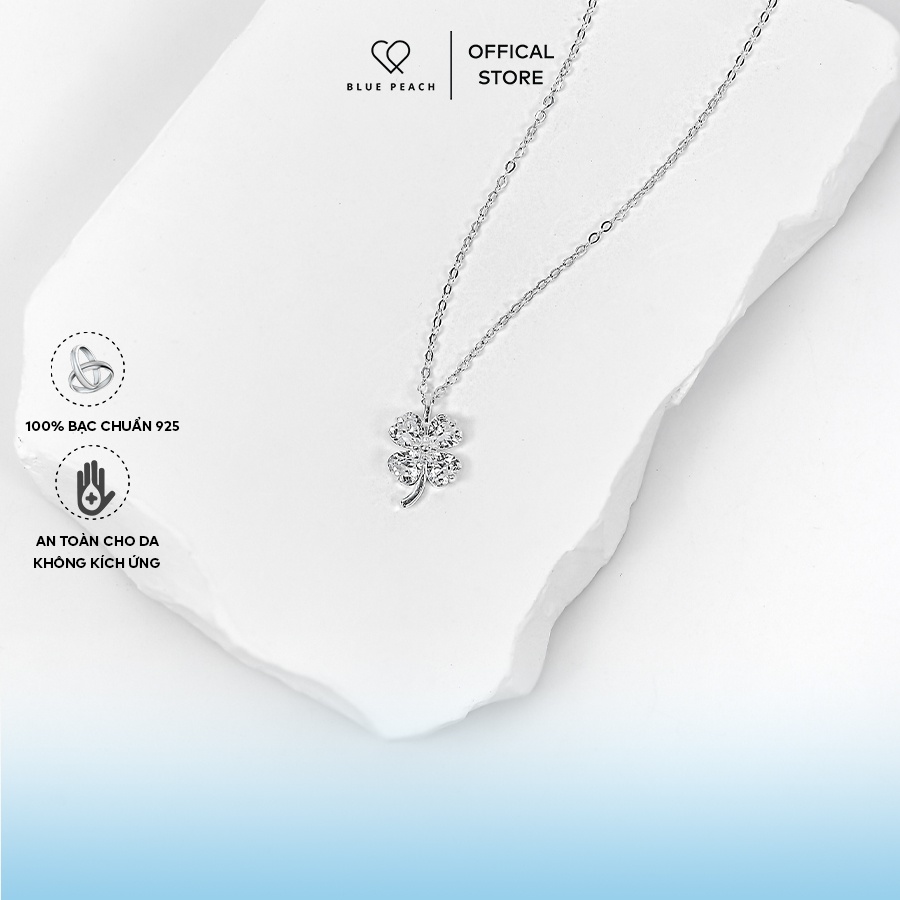 BLUE PEACH
OFFICAL
STORE
100% BẠC CHUẨN 925
AN TOÀN CHO DA
KHÔNG KÍCH ỨNG